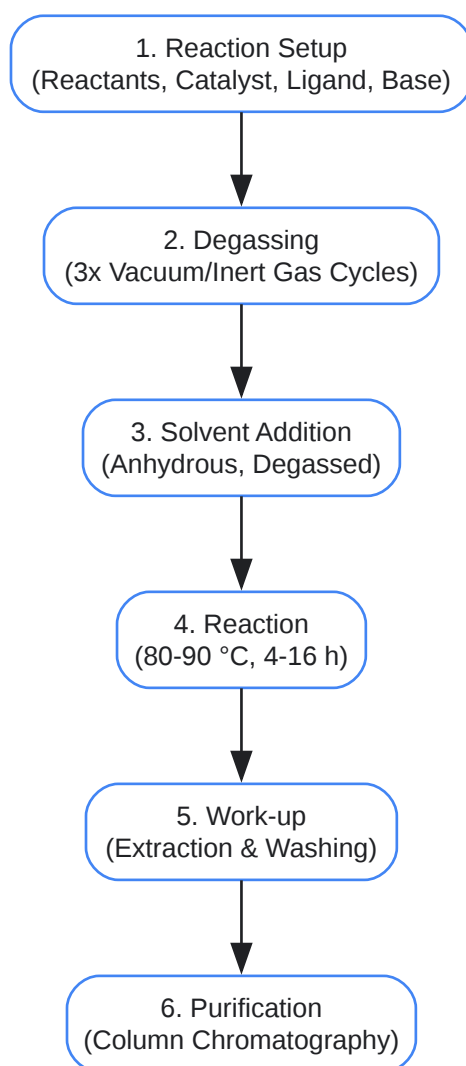 1. Reaction Setup
(Reactants, Catalyst, Ligand, Base)
2. Degassing
(3x Vacuum/Inert Gas Cycles)
3. Solvent Addition
(Anhydrous, Degassed)
4. Reaction
(80-90 °C, 4-16 h)
5. Work-up
(Extraction & Washing)
6. Purification
(Column Chromatography)